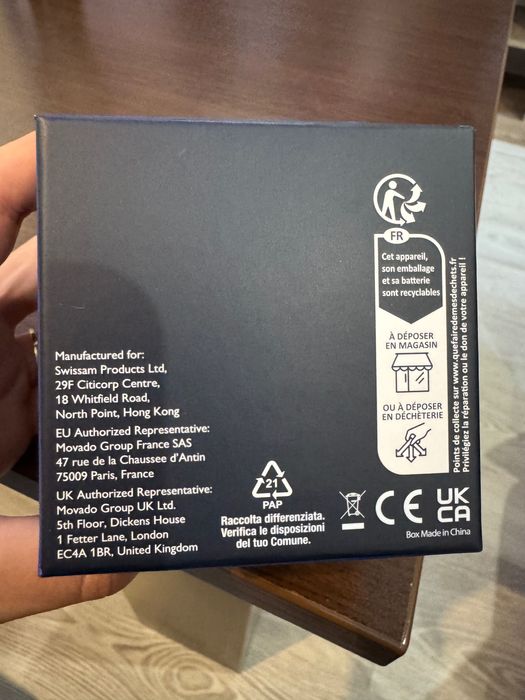 Manufactured for:
Swissam Products Ltd,
29F Citicorp Centre,
18 Whitfield Road,
North Point, Hong Kong
EU Authorized Representative:
Movado Group France SAS
47 rue de la Chaussee d'Antin
75009 Paris, France
UK Authorized Representative:
Movado Group UK Ltd.
5th Floor, Dickens House
1 Fetter Lane, London
EC4A 1BR, United Kingdom
21
PAP
Raccolta differenziata.
Verifica le disposizioni
del tuo Comune.
FR
Cet appareil,
son emballage
et sa batterie
sont recyclables
À DÉPOSER
EN MAGASIN
OU À DÉPOSER
EN DÉCHÈTERIE
Points de collecte sur www.quefairedemesdechets.fr
Privilégiez la réparation ou le don de votre appareil !
CE
UK
CA
Box Made in China